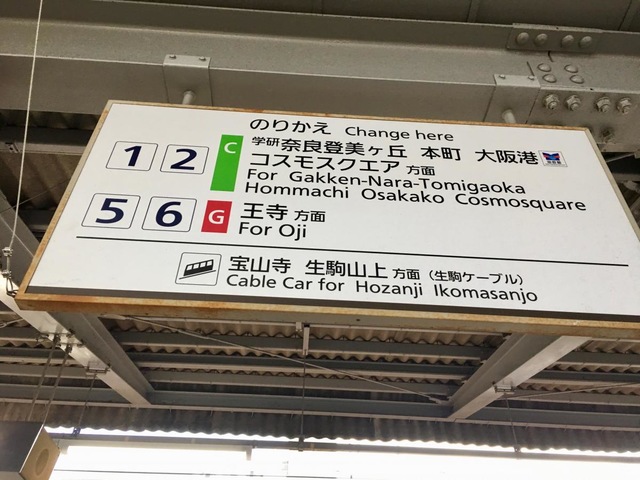 のりかえ Change here
1 2 C 学研奈良登美ヶ丘 本町 大阪港
コスモスクエア 方面
For Gakken-Nara-Tomigaoka
Hommachi Osakako Cosmosquare
5 6 G 王寺 方面
For Oji
宝山寺 生駒山上 方面 (生駒ケーブル)
Cable Car for Hozanji Ikomasanjo